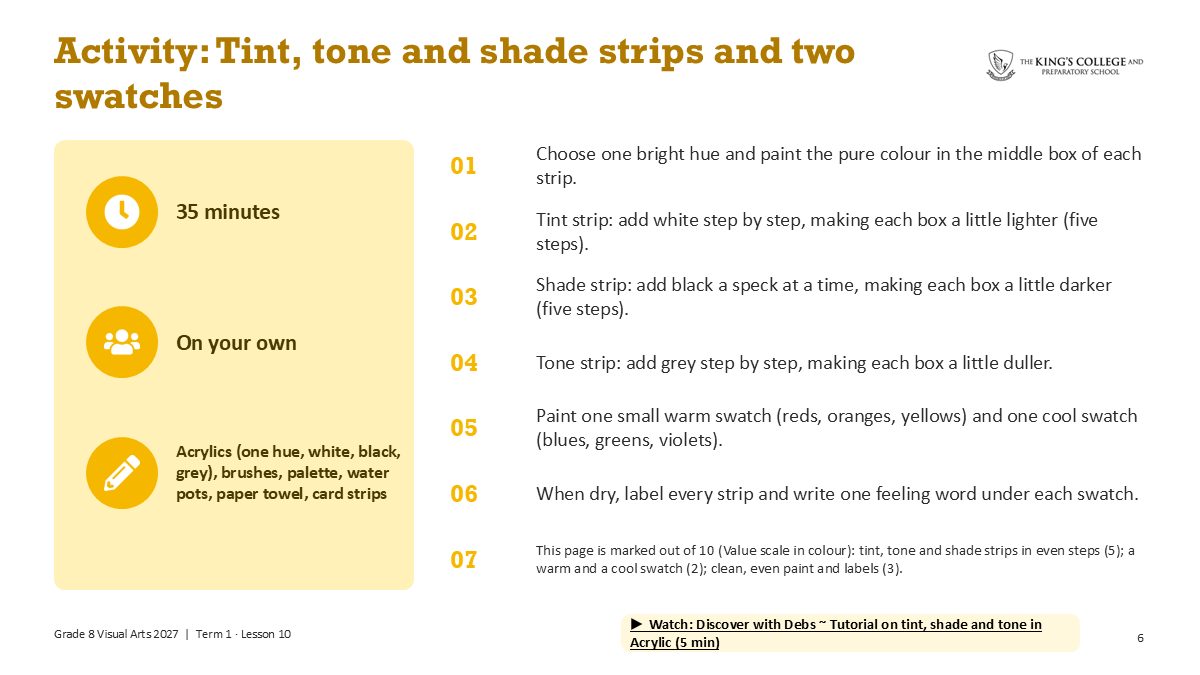 Activity: Tint, tone and shade strips and two
swatches
THE KING'S COLLEGE AND
PREPARATORY SCHOOL
35 minutes
On your own
Acrylics (one hue, white, black,
grey), brushes, palette, water
pots, paper towel, card strips
01
Choose one bright hue and paint the pure colour in the middle box of each
strip.
02
Tint strip: add white step by step, making each box a little lighter (five
steps).
03
Shade strip: add black a speck at a time, making each box a little darker
(five steps).
04
Tone strip: add grey step by step, making each box a little duller.
05
Paint one small warm swatch (reds, oranges, yellows) and one cool swatch
(blues, greens, violets).
06
When dry, label every strip and write one feeling word under each swatch.
07
This page is marked out of 10 (Value scale in colour): tint, tone and shade strips in even steps (5); a
warm and a cool swatch (2); clean, even paint and labels (3).
Grade 8 Visual Arts 2027 | Term 1 · Lesson 10
▶ Watch: Discover with Debs ~ Tutorial on tint, shade and tone in
Acrylic (5 min)
6